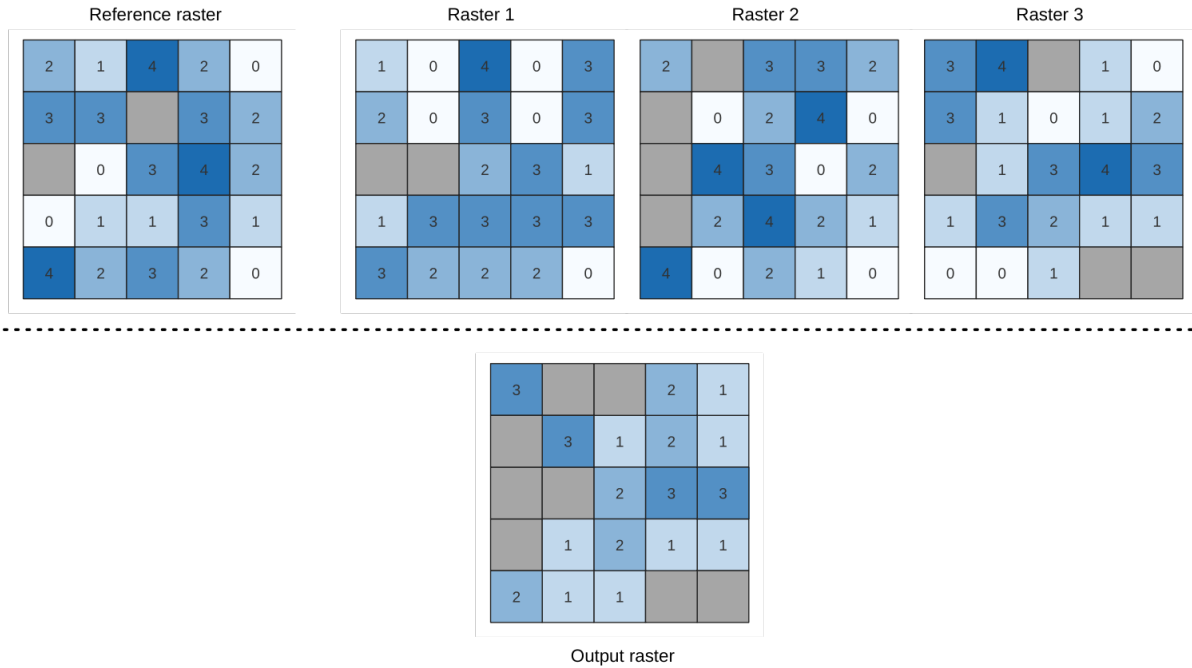 Reference raster Raster 1 Raster 2 Raster 3
2 1 4 2 0 1 0 4 0 3 2 3 3 2 3 4 1 0
3 3 3 2 2 0 3 0 3 0 2 4 0 3 1 0 1 2
0 3 4 2 2 3 1 4 3 0 2 1 3 4 3
0 1 1 3 1 1 3 3 3 3 2 4 2 1 1 3 2 1 1
4 2 3 2 0 3 2 2 2 0 4 0 2 1 0 0 0 1
3 2 1
3 1 2 1
2 3 3
1 2 1 1
2 1 1
Output raster